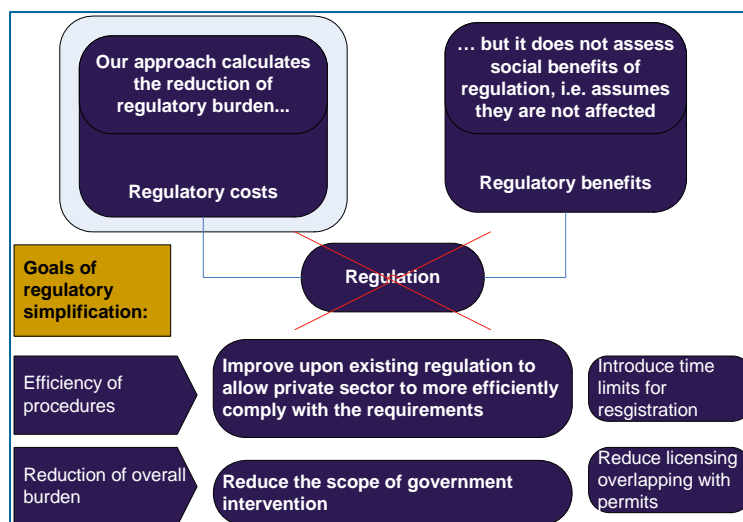 Our approach calculates
the reduction of
regulatory burden...
Regulatory costs
… but it does not assess
social benefits of
regulation, i.e. assumes
they are not affected
Regulatory benefits
Regulation
Goals of
regulatory
simplification:
Efficiency of
procedures
Improve upon existing regulation to
allow private sector to more efficiently
comply with the requirements
Introduce time
limits for
resgistration
Reduction of overall
burden
Reduce the scope of government
intervention
Reduce licensing
overlapping with
permits